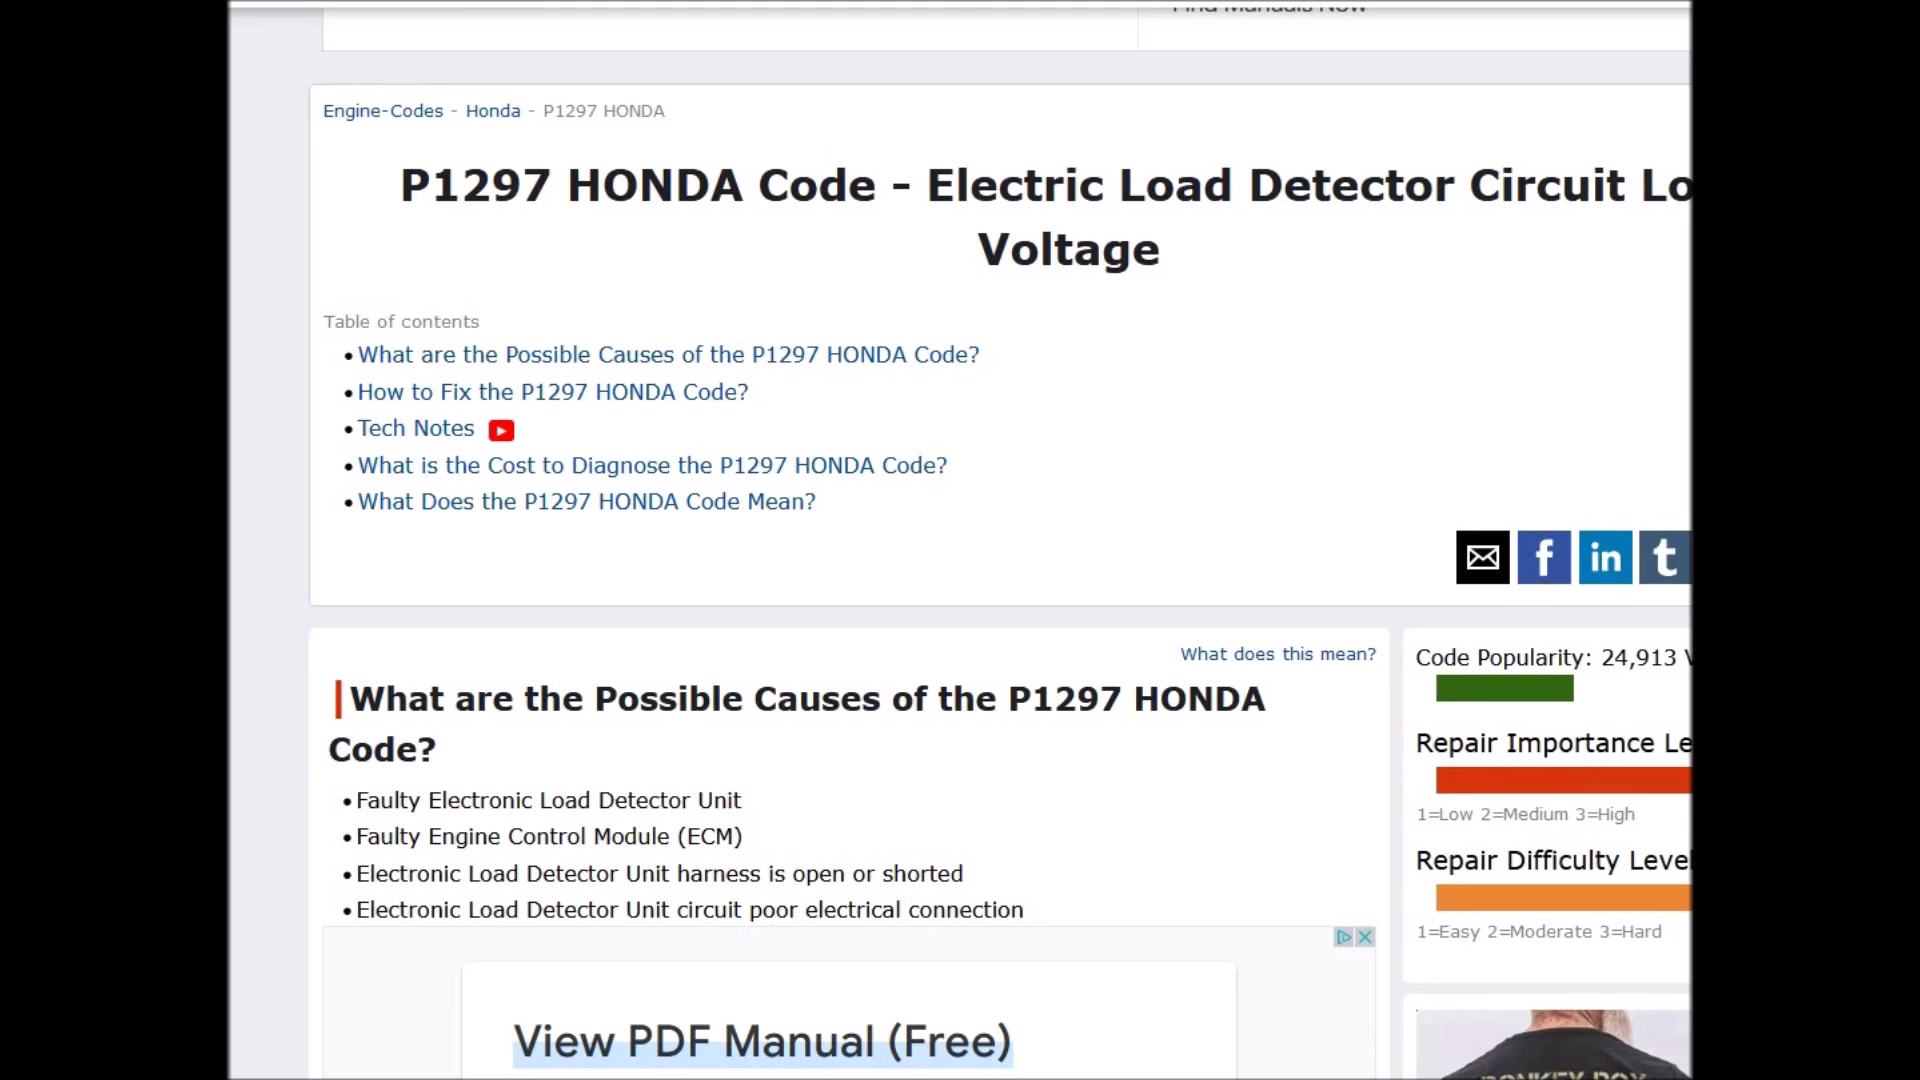 Find Manuals Now
Engine-Codes - Honda - P1297 HONDA
P1297 HONDA Code - Electric Load Detector Circuit Lo
Voltage
Table of contents
• What are the Possible Causes of the P1297 HONDA Code?
• How to Fix the P1297 HONDA Code?
• Tech Notes
• What is the Cost to Diagnose the P1297 HONDA Code?
• What Does the P1297 HONDA Code Mean?
f in t
What does this mean?
What are the Possible Causes of the P1297 HONDA
Code?
• Faulty Electronic Load Detector Unit
• Faulty Engine Control Module (ECM)
• Electronic Load Detector Unit harness is open or shorted
• Electronic Load Detector Unit circuit poor electrical connection
View PDF Manual (Free)
Code Popularity: 24,913 V
Repair Importance Le
1=Low 2=Medium 3=High
Repair Difficulty Level
1=Easy 2=Moderate 3=Hard